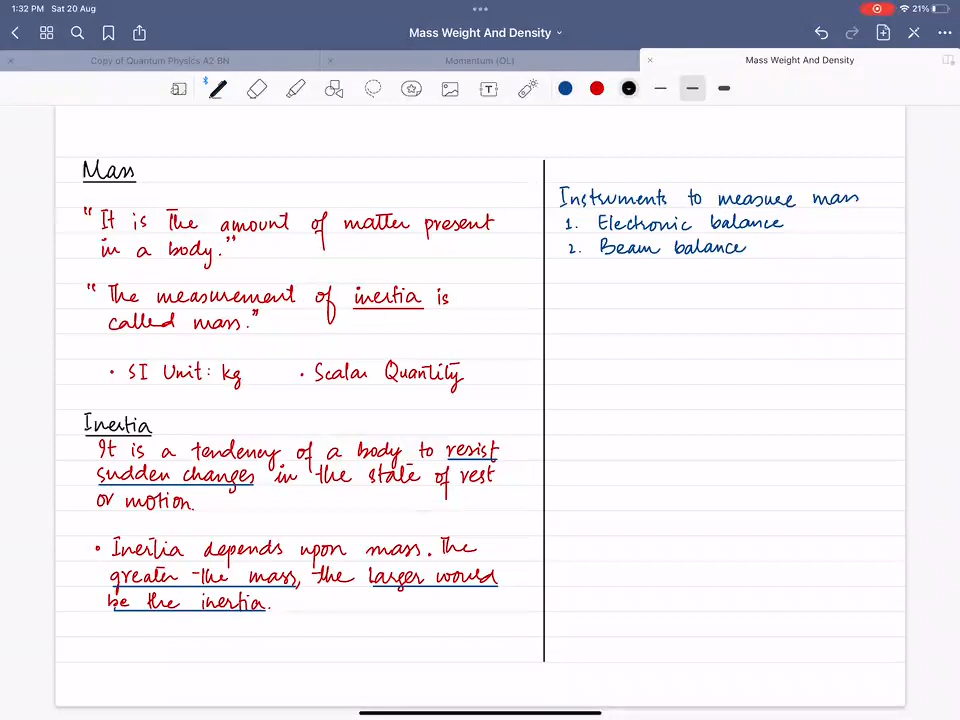 1:32 PM Sat 20 Aug
21%
Mass Weight And Density
Copy of Quantum Physics A2 BN
Momentum (OL)
Mass Weight And Density
Mass
"It is the amount of matter present
in a body."
"The measurement of inertia is
called mass."
• SI Unit: kg • Scalar Quantity
Inertia
It is a tendency of a body to resist
sudden changes in the state of rest
or motion.
• Inertia depends upon mass. The
greater the mass, the larger would
be the inertia.
Instruments to measure mass
1. Electronic balance
2. Beam balance